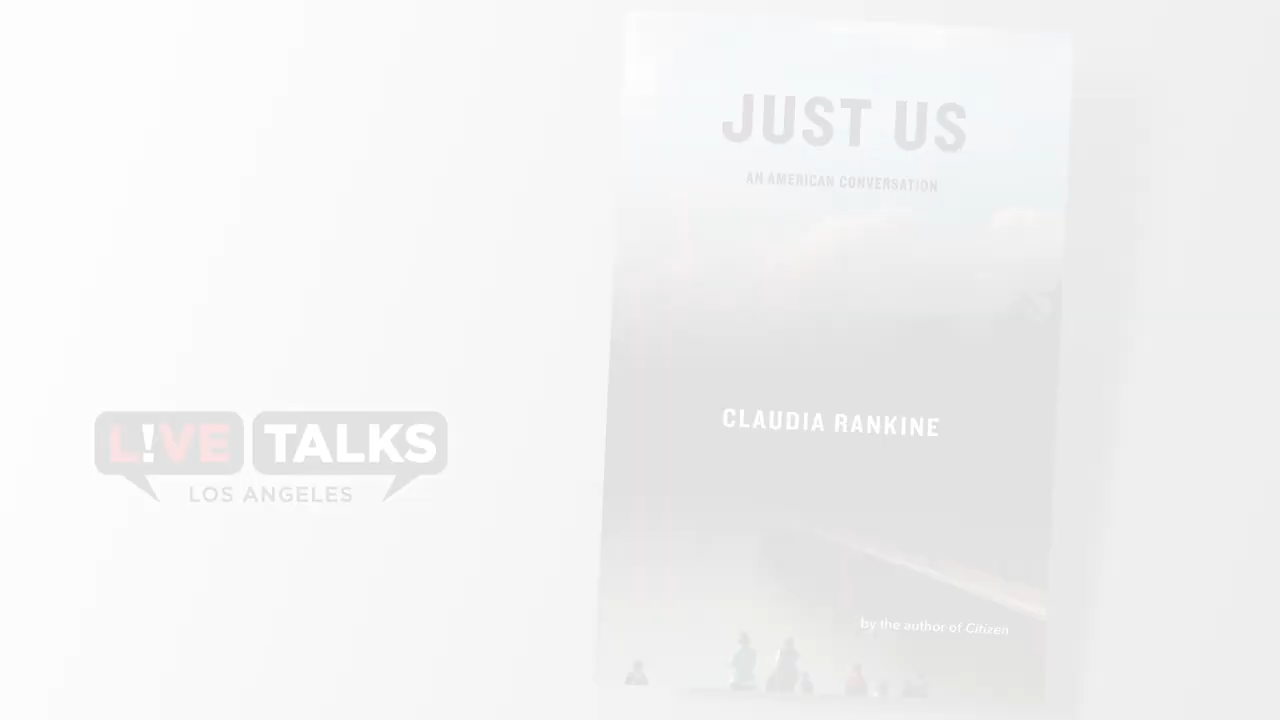 JUST US
AN AMERICAN CONVERSATION
CLAUDIA RANKINE
by the author of Citizen
L!VE TALKS
LOS ANGELES